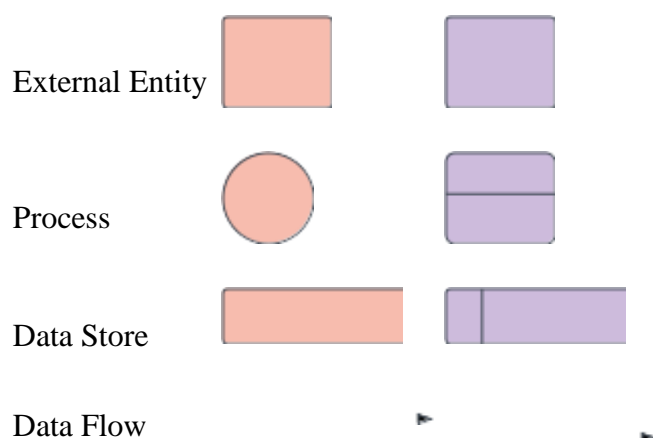 External Entity
Process
Data Store
Data Flow